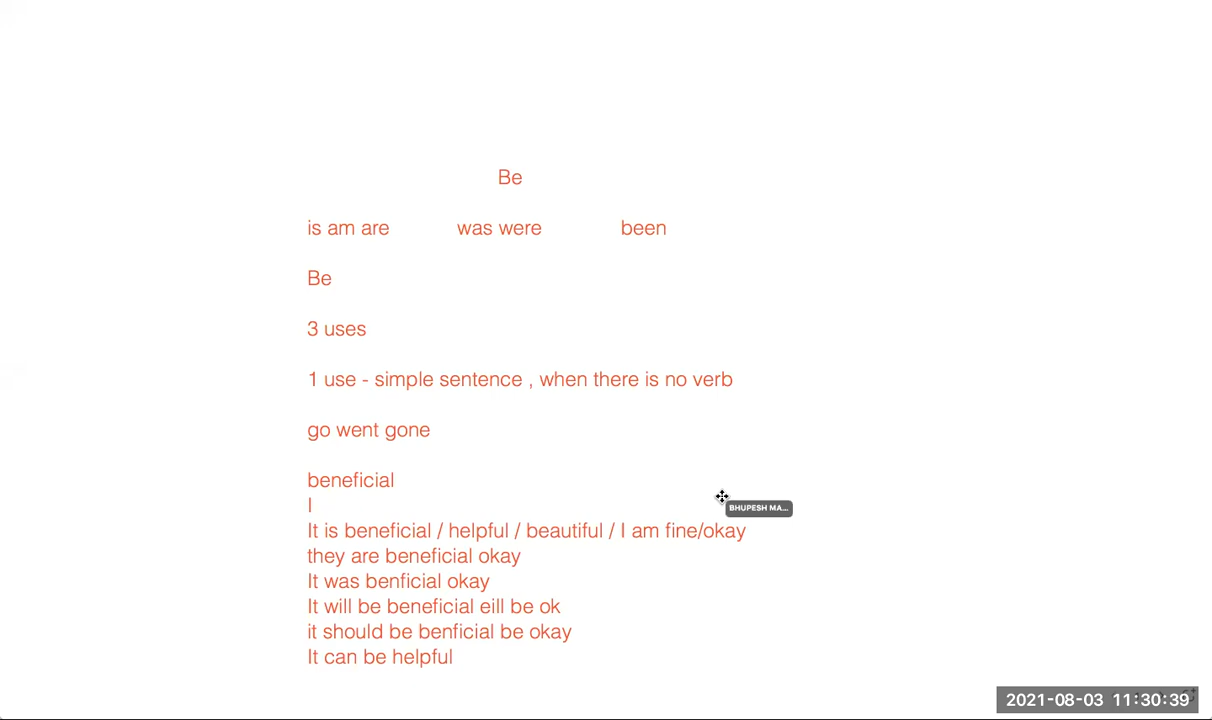 Be
is am are was were been
Be
3 uses
1 use - simple sentence , when there is no verb
go went gone
beneficial
I
BHUPESH MA...
It is beneficial / helpful / beautiful / I am fine/okay
they are beneficial okay
It was benficial okay
It will be beneficial eill be ok
it should be benficial be okay
It can be helpful
2021-08-03 11:30:39